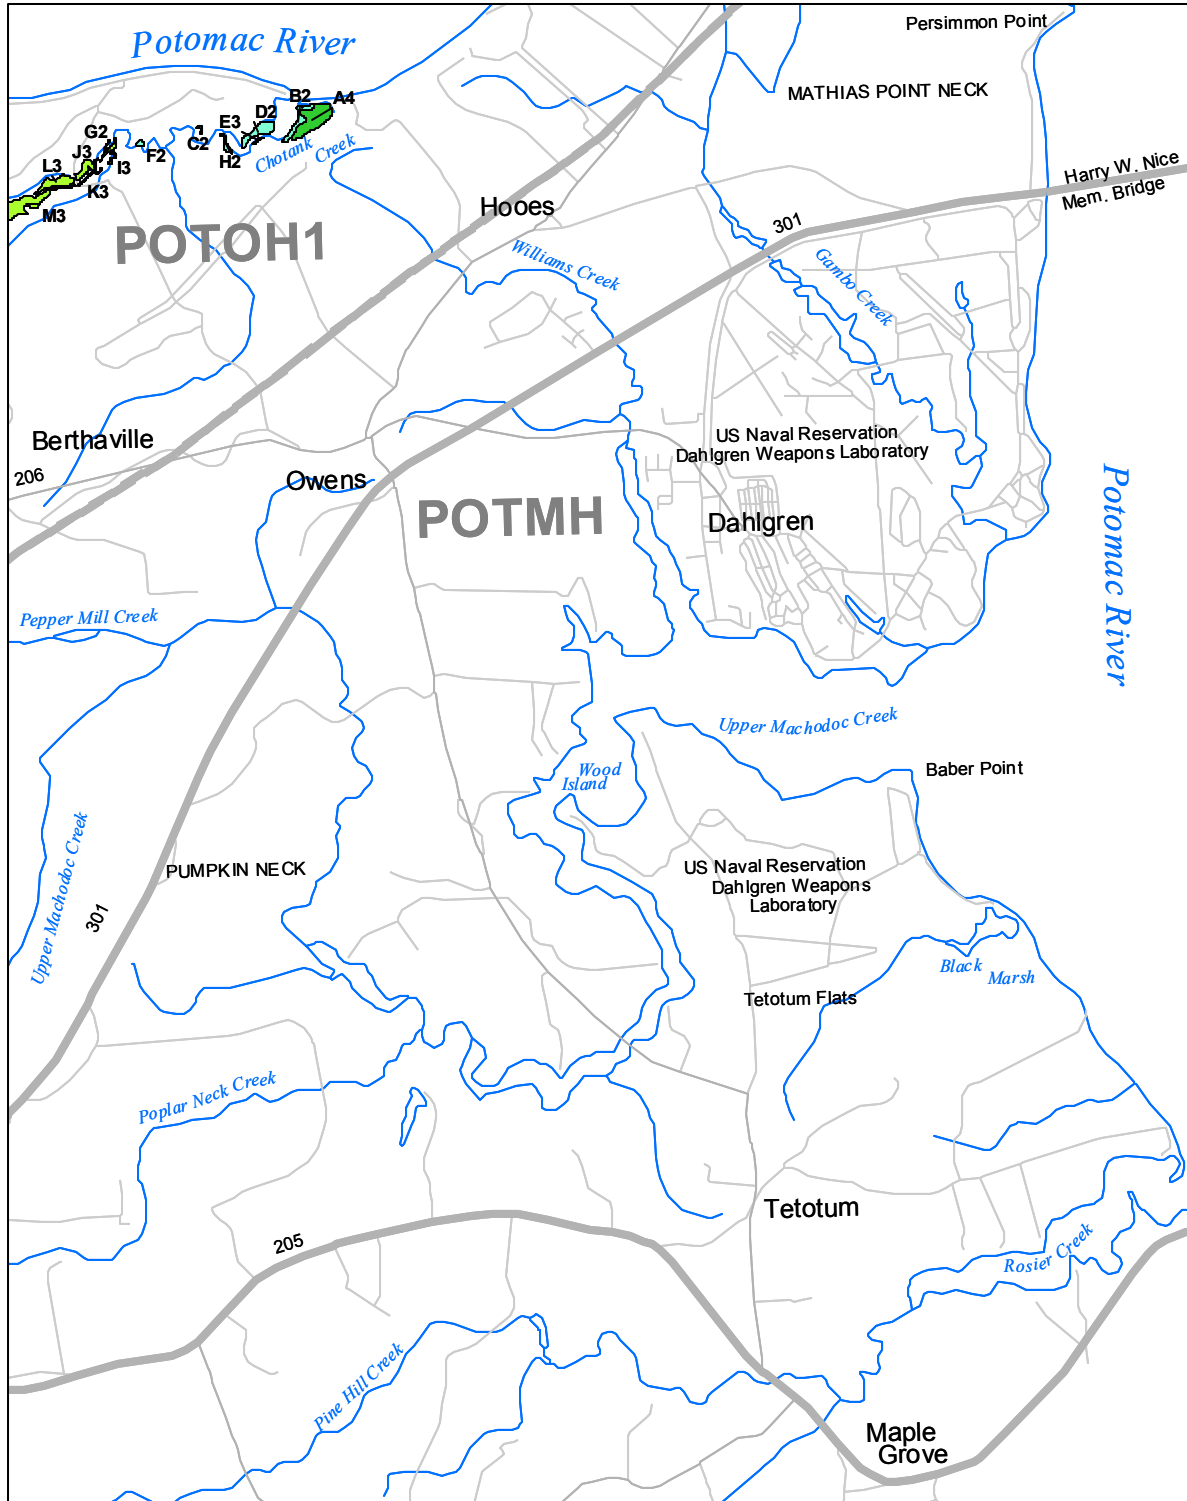 Persimmon Point
Potomac River
MATHIAS POINT NECK
B2
A4
D2
E3
G2
C2
F2
H2
J3
I3
L3
K3
M3
Chotank
Creek
Harry W. Nice
Mem. Bridge
Hooes
301
POTOH1
Williams Creek
Gambo Creek
Berthaville
US Naval Reservation
Dahlgren Weapons Laboratory
206
Owens
POTMH
Dahlgren
Potomac River
Pepper Mill Creek
Upper Machodoc Creek
Wood
Island
Baber Point
PUMPKIN NECK
US Naval Reservation
Dahlgren Weapons
Laboratory
Upper Machodoc Creek
301
Black
Marsh
Tetotum Flats
Poplar Neck Creek
Tetotum
205
Rosier Creek
Pine Hill Creek
Maple
Grove